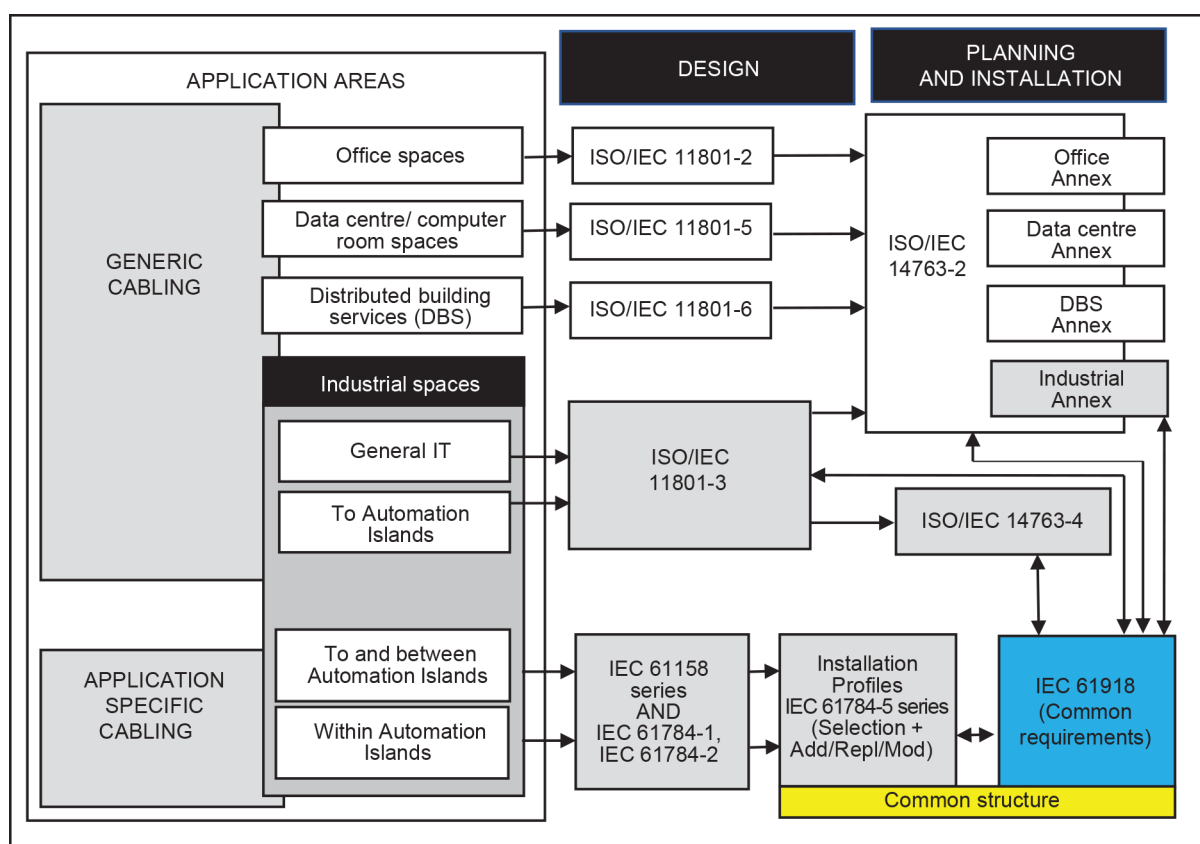 APPLICATION AREAS
DESIGN
PLANNING
AND INSTALLATION
GENERIC
CABLING
Office spaces
ISO/IEC 11801-2
Data centre/ computer
room spaces
ISO/IEC 11801-5
Distributed building
services (DBS)
ISO/IEC 11801-6
ISO/IEC
14763-2
Office
Annex
Data centre
Annex
DBS
Annex
Industrial
Annex
Industrial spaces
General IT
To Automation
Islands
ISO/IEC
11801-3
ISO/IEC 14763-4
APPLICATION
SPECIFIC
CABLING
To and between
Automation Islands
Within Automation
Islands
IEC 61158
series
AND
IEC 61784-1,
IEC 61784-2
Installation
Profiles
IEC 61784-5 series
(Selection +
Add/Repl/Mod)
IEC 61918
(Common
requirements)
Common structure